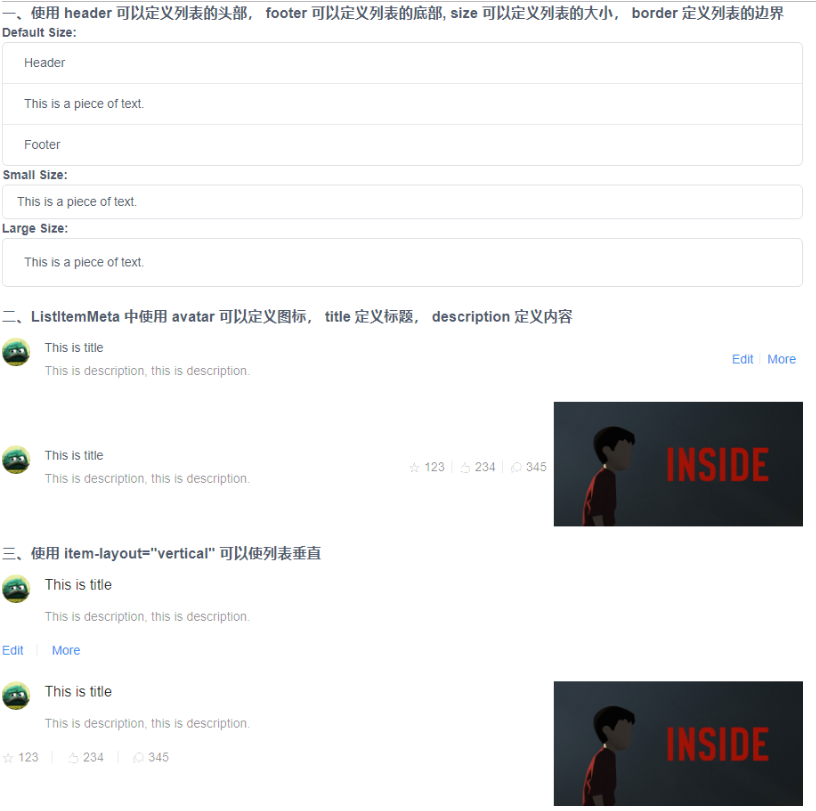 一、使用 header 可以定义列表的头部， footer 可以定义列表的底部, size 可以定义列表的大小， border 定义列表的边界
Default Size:
Header
This is a piece of text.
Footer
Small Size:
This is a piece of text.
Large Size:
This is a piece of text.
二、ListItemMeta 中使用 avatar 可以定义图标， title 定义标题， description 定义内容
This is title
This is description, this is description.
Edit More
This is title
This is description, this is description.
123 234 345
INSIDE
三、使用 item-layout="vertical" 可以使列表垂直
This is title
This is description, this is description.
Edit More
This is title
This is description, this is description.
123 234 345
INSIDE